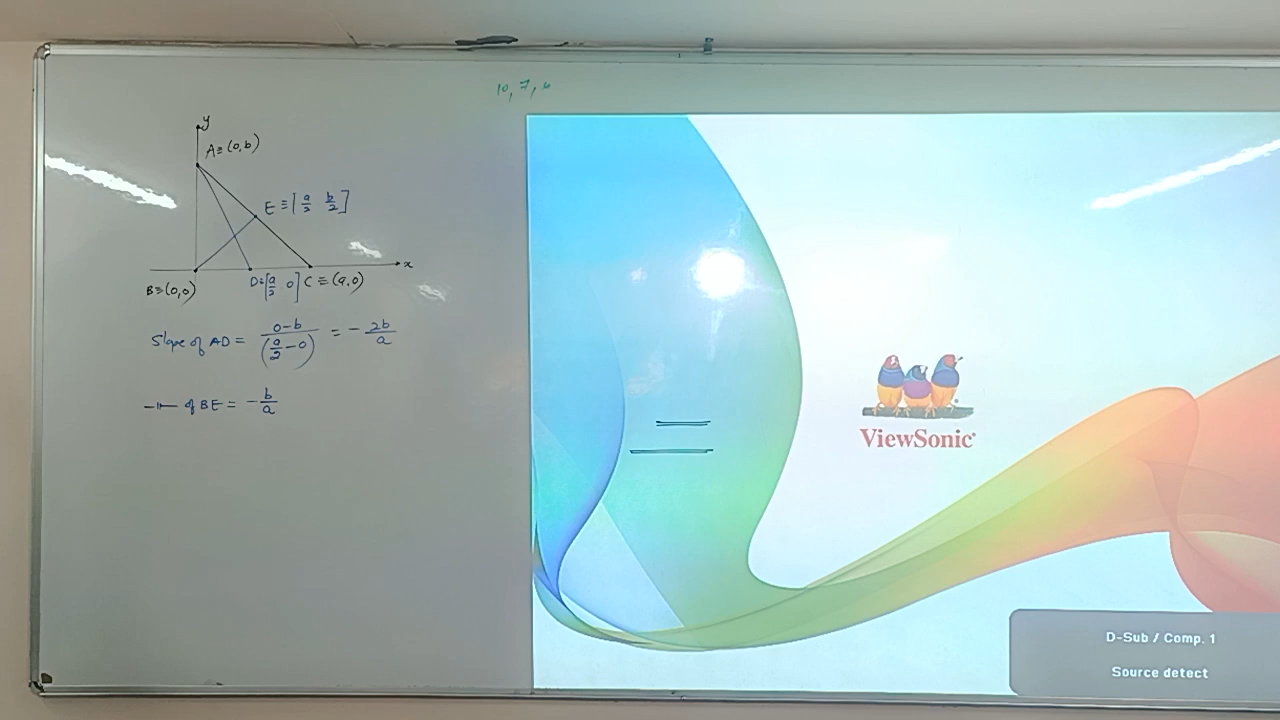 10, 7, 6
y
A≡(0,b)
E≡[a/2 b/2]
x
B≡(0,0)
D≡[a/2 0]
C≡(a,0)
Slope of AD = 0-b/(a/2-0) = -2b/a
—॥— of BE = -b/a
ViewSonic
D-Sub / Comp. 1
Source detect